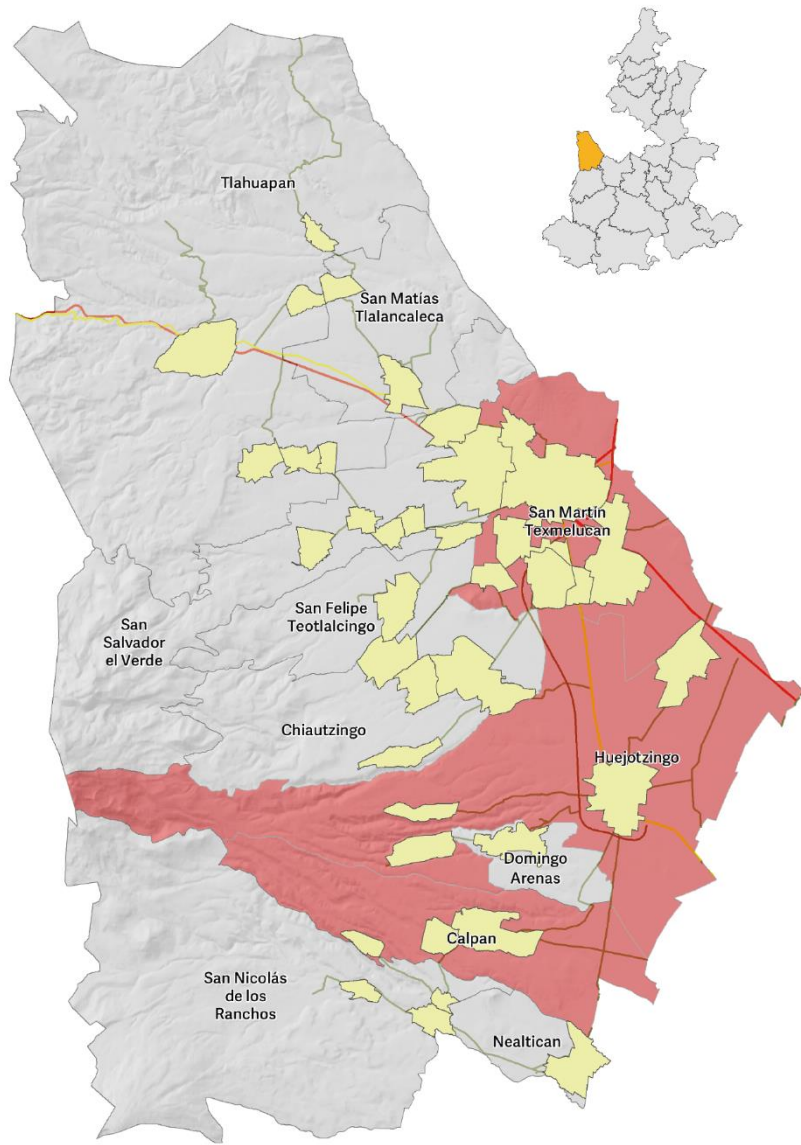 Tlahuapan
San Matías
Tlalancaleca
San Martín
Texmelucan
San Felipe
Teotlalcingo
San
Salvador
el Verde
Chiautzingo
Huejotzingo
Domingo
Arenas
Calpan
San Nicolás
de los
Ranchos
Nealtican